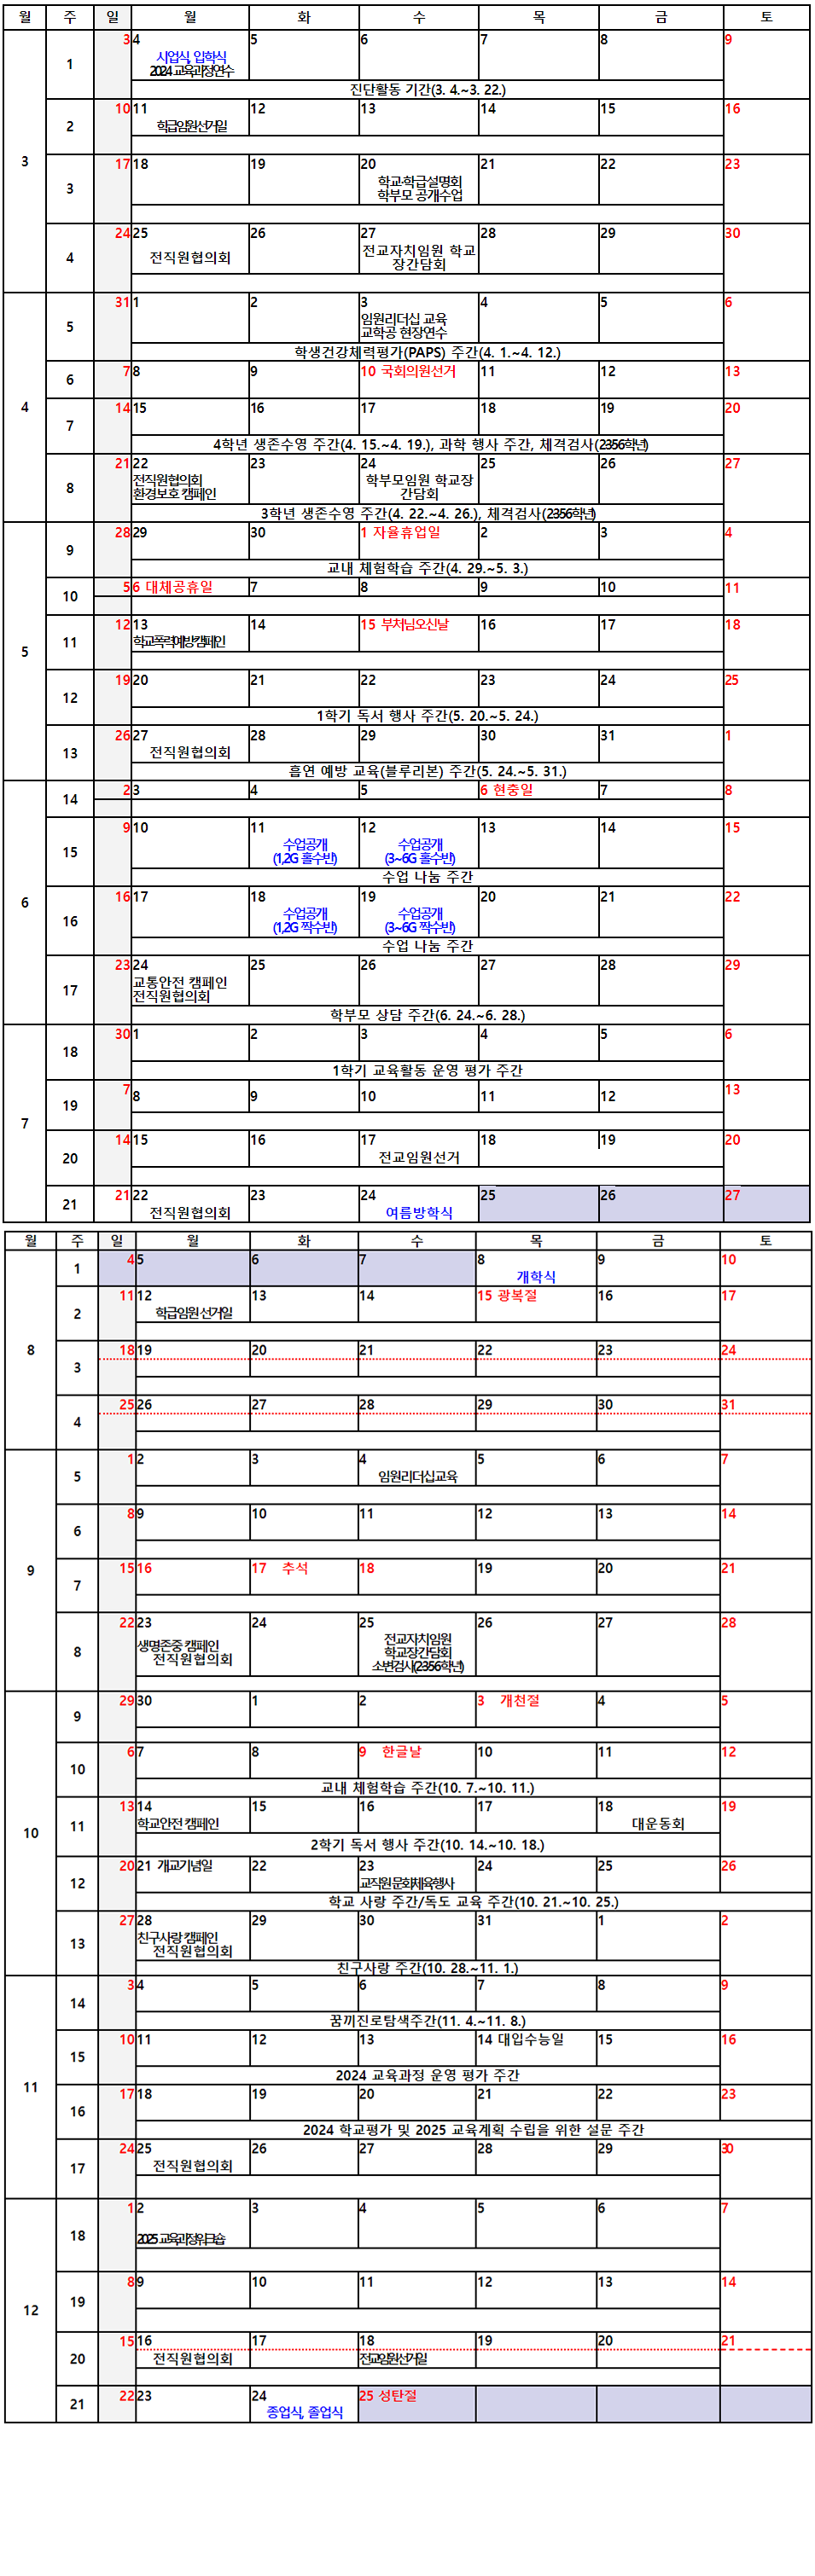 월 주 일 월 화 수 목 금 토
3 4 5 6 7 8 9
시업식, 입학식
1 2024 교육과정연수
진단활동 기간(3. 4.~3. 22.)
10 11 12 13 14 15 16
2 학급임원선거일
3
17 18 19 20 21 22 23
3 학교·학급설명회
학부모 공개수업
24 25 26 27 28 29 30
4 전직원협의회 전교자치임원 학교
장간담회
31 1 2 3 4 5 6
5 임원리더십 교육
교학공 현장연수
학생건강체력평가(PAPS) 주간(4. 1.~4. 12.)
6 7 8 9 10 국회의원선거 11 12 13
4
14 15 16 17 18 19 20
7
4학년 생존수영 주간(4. 15.~4. 19.), 과학 행사 주간, 체격검사(2356학년)
21 22 23 24 25 26 27
8 전직원협의회 학부모임원 학교장
환경보호 캠페인 간담회
3학년 생존수영 주간(4. 22.~4. 26.), 체격검사(2356학년)
28 29 30 1 자율휴업일 2 3 4
9
교내 체험학습 주간(4. 29.~5. 3.)
5 6 대체공휴일 7 8 9 10 11
10
12 13 14 15 부처님오신날 16 17 18
11 학교폭력예방캠페인
5
19 20 21 22 23 24 25
12
1학기 독서 행사 주간(5. 20.~5. 24.)
26 27 28 29 30 31 1
13 전직원협의회
흡연 예방 교육(블루리본) 주간(5. 24.~5. 31.)
2 3 4 5 6 현충일 7 8
14
9 10 11 12 13 14 15
15 수업공개 수업공개
(1,2G 홀수반) (3~6G 홀수반)
수업 나눔 주간
16 17 18 19 20 21 22
6 16 수업공개 수업공개
(1,2G 짝수반) (3~6G 짝수반)
수업 나눔 주간
23 24 25 26 27 28 29
17 교통안전 캠페인
전직원협의회
학부모 상담 주간(6. 24.~6. 28.)
30 1 2 3 4 5 6
18
1학기 교육활동 운영 평가 주간
7 8 9 10 11 12 13
19
7
14 15 16 17 18 19 20
20 전교임원선거
21 22 23 24 25 26 27
21 전직원협의회 여름방학식
월 주 일 월 화 수 목 금 토
4 5 6 7 8 9 10
1 개학식
11 12 13 14 15 광복절 16 17
2 학급임원 선거일
8
18 19 20 21 22 23 24
3
25 26 27 28 29 30 31
4
1 2 3 4 5 6 7
5 임원리더십교육
8 9 10 11 12 13 14
6
9
15 16 17 추석 18 19 20 21
7
22 23 24 25 26 27 28
8 생명존중 캠페인 전교자치임원
전직원협의회 학교장간담회
소변검사(2356학년)
29 30 1 2 3 개천절 4 5
9
6 7 8 9 한글날 10 11 12
10
교내 체험학습 주간(10. 7.~10. 11.)
13 14 15 16 17 18 19
11 학교안전 캠페인 대운동회
10
2학기 독서 행사 주간(10. 14.~10. 18.)
20 21 개교기념일 22 23 24 25 26
12 교직원 문화체육행사
학교 사랑 주간/독도 교육 주간(10. 21.~10. 25.)
27 28 29 30 31 1 2
13 친구사랑 캠페인
전직원협의회
친구사랑 주간(10. 28.~11. 1.)
3 4 5 6 7 8 9
14
꿈끼진로탐색주간(11. 4.~11. 8.)
10 11 12 13 14 대입수능일 15 16
15
2024 교육과정 운영 평가 주간
11
17 18 19 20 21 22 23
16
2024 학교평가 및 2025 교육계획 수립을 위한 설문 주간
24 25 26 27 28 29 30
17 전직원협의회
1 2 3 4 5 6 7
18 2025 교육과정워크숍
8 9 10 11 12 13 14
19
12
15 16 17 18 19 20 21
20 전직원협의회 전교임원선거일
22 23 24 25 성탄절
21 종업식, 졸업식